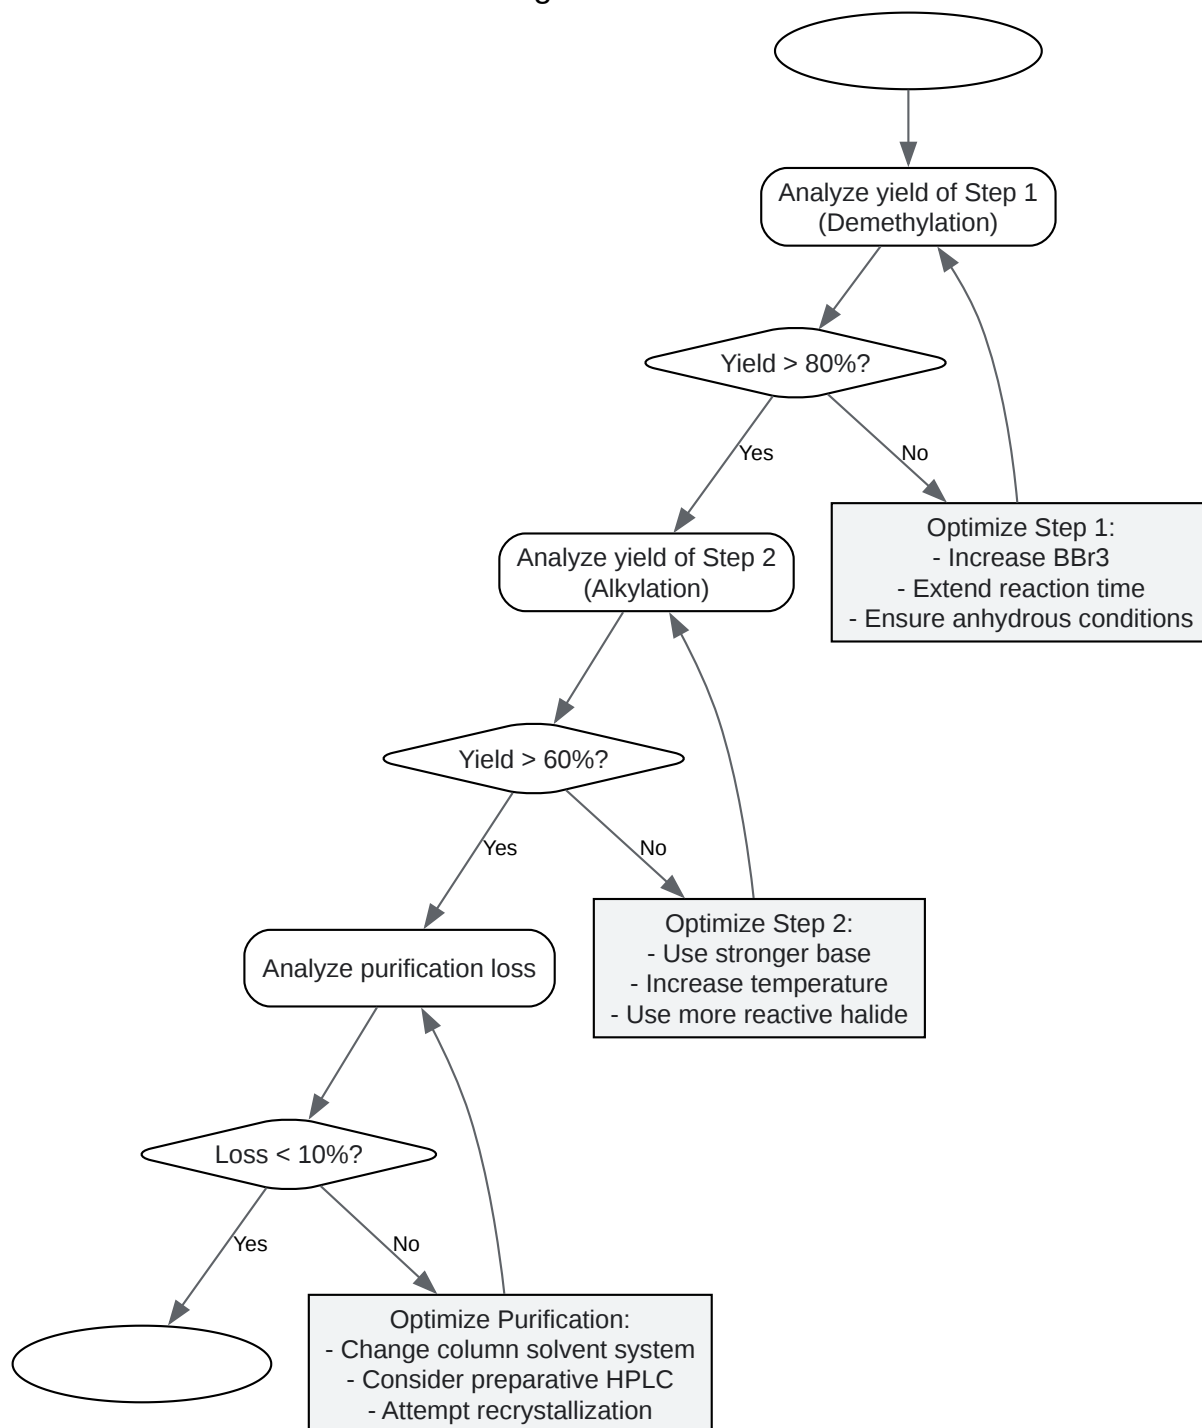 Analyze yield of Step 1
(Demethylation)
Yield > 80%?
Yes
No
Optimize Step 1:
- Increase BBr3
- Extend reaction time
- Ensure anhydrous conditions
Analyze yield of Step 2
(Alkylation)
Yield > 60%?
Yes
No
Optimize Step 2:
- Use stronger base
- Increase temperature
- Use more reactive halide
Analyze purification loss
Loss < 10%?
Yes
No
Optimize Purification:
- Change column solvent system
- Consider preparative HPLC
- Attempt recrystallization